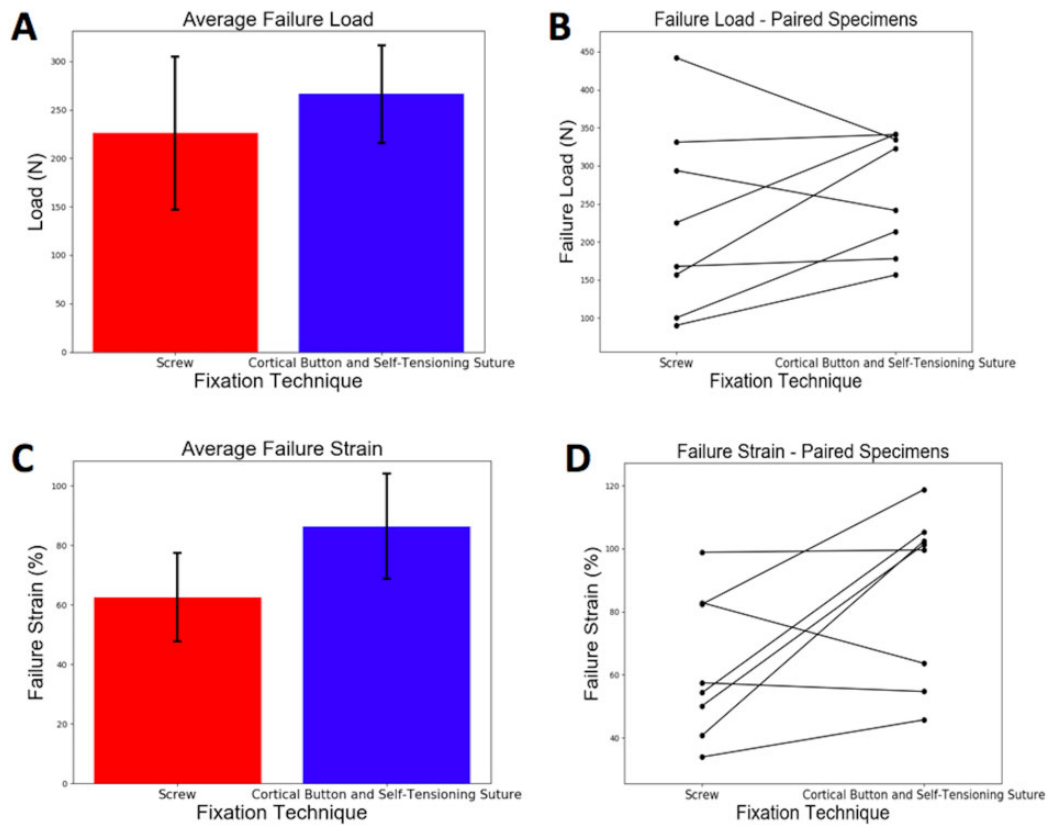 A
Average Failure Load
Load (N)
300
250
200
150
100
50
0
Screw
Cortical Button and Self-Tensioning Suture
Fixation Technique
B
Failure Load - Paired Specimens
Failure Load (N)
450
400
350
300
250
200
150
100
Screw
Cortical Button and Self-Tensioning Suture
Fixation Technique
C
Average Failure Strain
Failure Strain (%)
100
80
60
40
20
0
Screw
Cortical Button and Self-Tensioning Suture
Fixation Technique
D
Failure Strain - Paired Specimens
Failure Strain (%)
120
100
80
60
40
Screw
Cortical Button and Self-Tensioning Suture
Fixation Technique